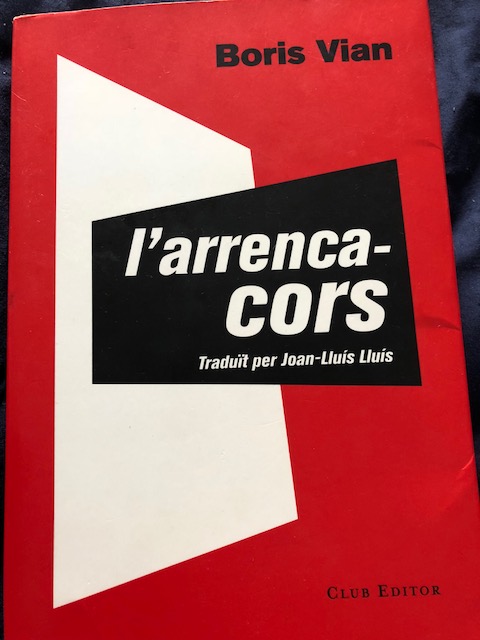 Boris Vian
l'arrenca-
cors
Traduït per Joan-Lluís Lluís
CLUB EDITOR